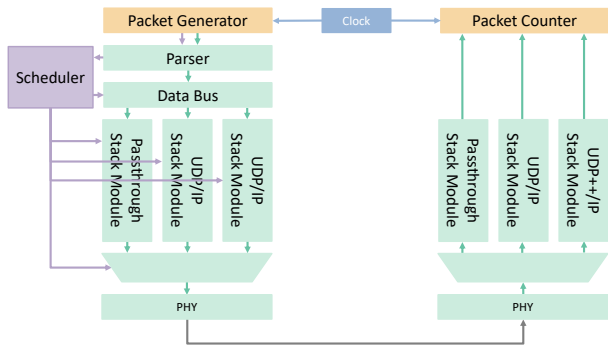 Packet Generator
Clock
Packet Counter
Parser
Scheduler
Data Bus
Passthrough
Stack Module
UDP/IP
Stack Module
UDP/IP
Stack Module
Passthrough
Stack Module
UDP/IP
Stack Module
UDP++/IP
Stack Module
PHY
PHY